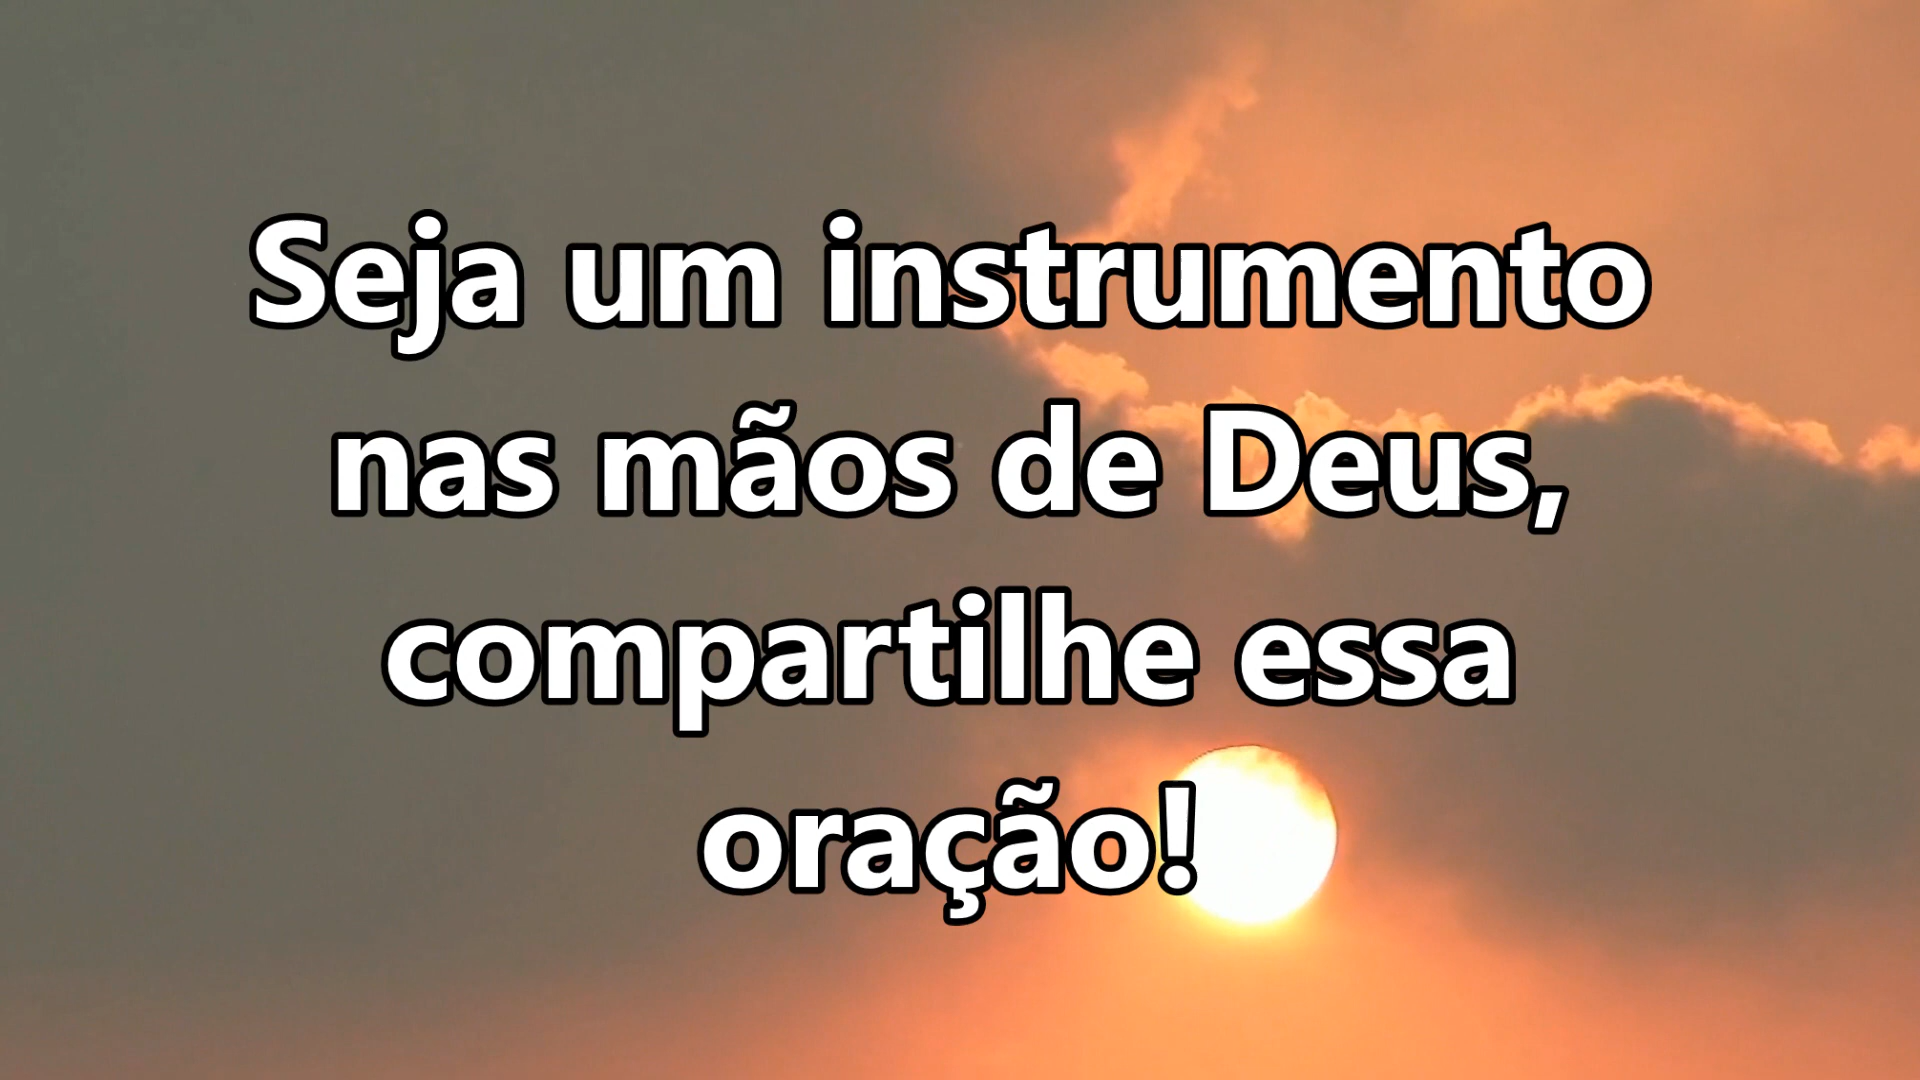 Seja um instrumento
nas mãos de Deus,
compartilhe essa
oração!